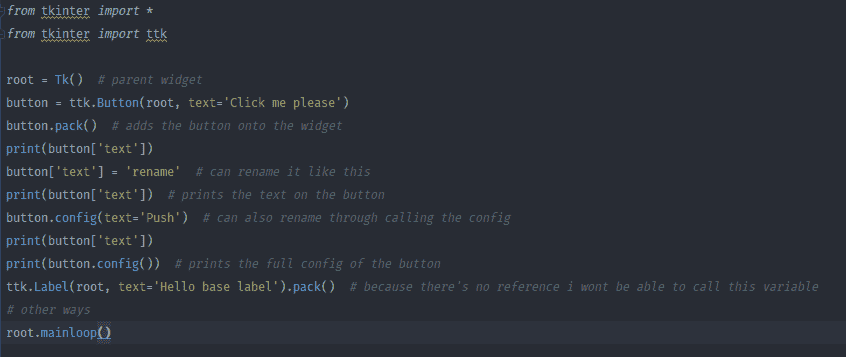 from tkinter import *
from tkinter import ttk
root = Tk()  # parent widget
button = ttk.Button(root, text='Click me please')
button.pack()  # adds the button onto the widget
print(button['text'])
button['text'] = 'rename'  # can rename it like this
print(button['text'])  # prints the text on the button
button.config(text='Push')  # can also rename through calling the config
print(button['text'])
print(button.config())  # prints the full config of the button
ttk.Label(root, text='Hello base label').pack()  # because there's no reference i wont be able to call this variable
# other ways
root.mainloop()